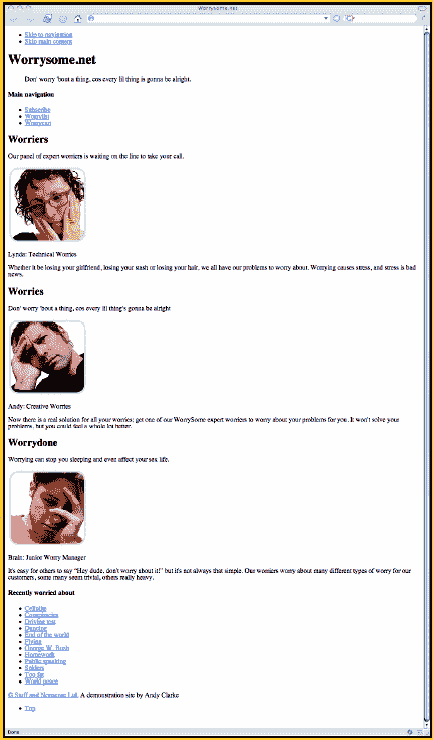 Worrysome.net
Skip to navigation
Skip main content
Worrysome.net
Don' worry 'bout a thing, cos every lil thing is gonna be alright.
Main navigation
Subscribe
Worrylist
Worrycart
Worriers
Our panel of expert worriers is waiting on the line to take your call.
Lynda: Technical Worries
Whether it be losing your girlfriend, losing your stash or losing your hair, we all have our problems to worry about. Worrying causes stress, and stress is bad
news.
Worries
Don' worry 'bout a thing, cos every lil thing's gonna be alright
Andy: Creative Worries
Now there is a real solution for all your worries: get one of our WorrySome expert worriers to worry about your problems for you. It won't solve your
problems, but you could feel a whole lot better.
Worrydone
Worrying can stop you sleeping and even affect your sex life.
Brain: Junior Worry Manager
It's easy for others to say "Hey dude, don't worry about it!" but it's not always that simple. Our worriers worry about many different types of worry for our
customers, some many seem trivial, others really heavy.
Recently worried about
Cellulite
Conspiracies
Driving test
Dancing
End of the world
Flying
George W. Bush
Homework
Public speaking
Spiders
Too fat
World peace
© Stuff and Nonsense Ltd. A demonstration site by Andy Clarke
Top
Done